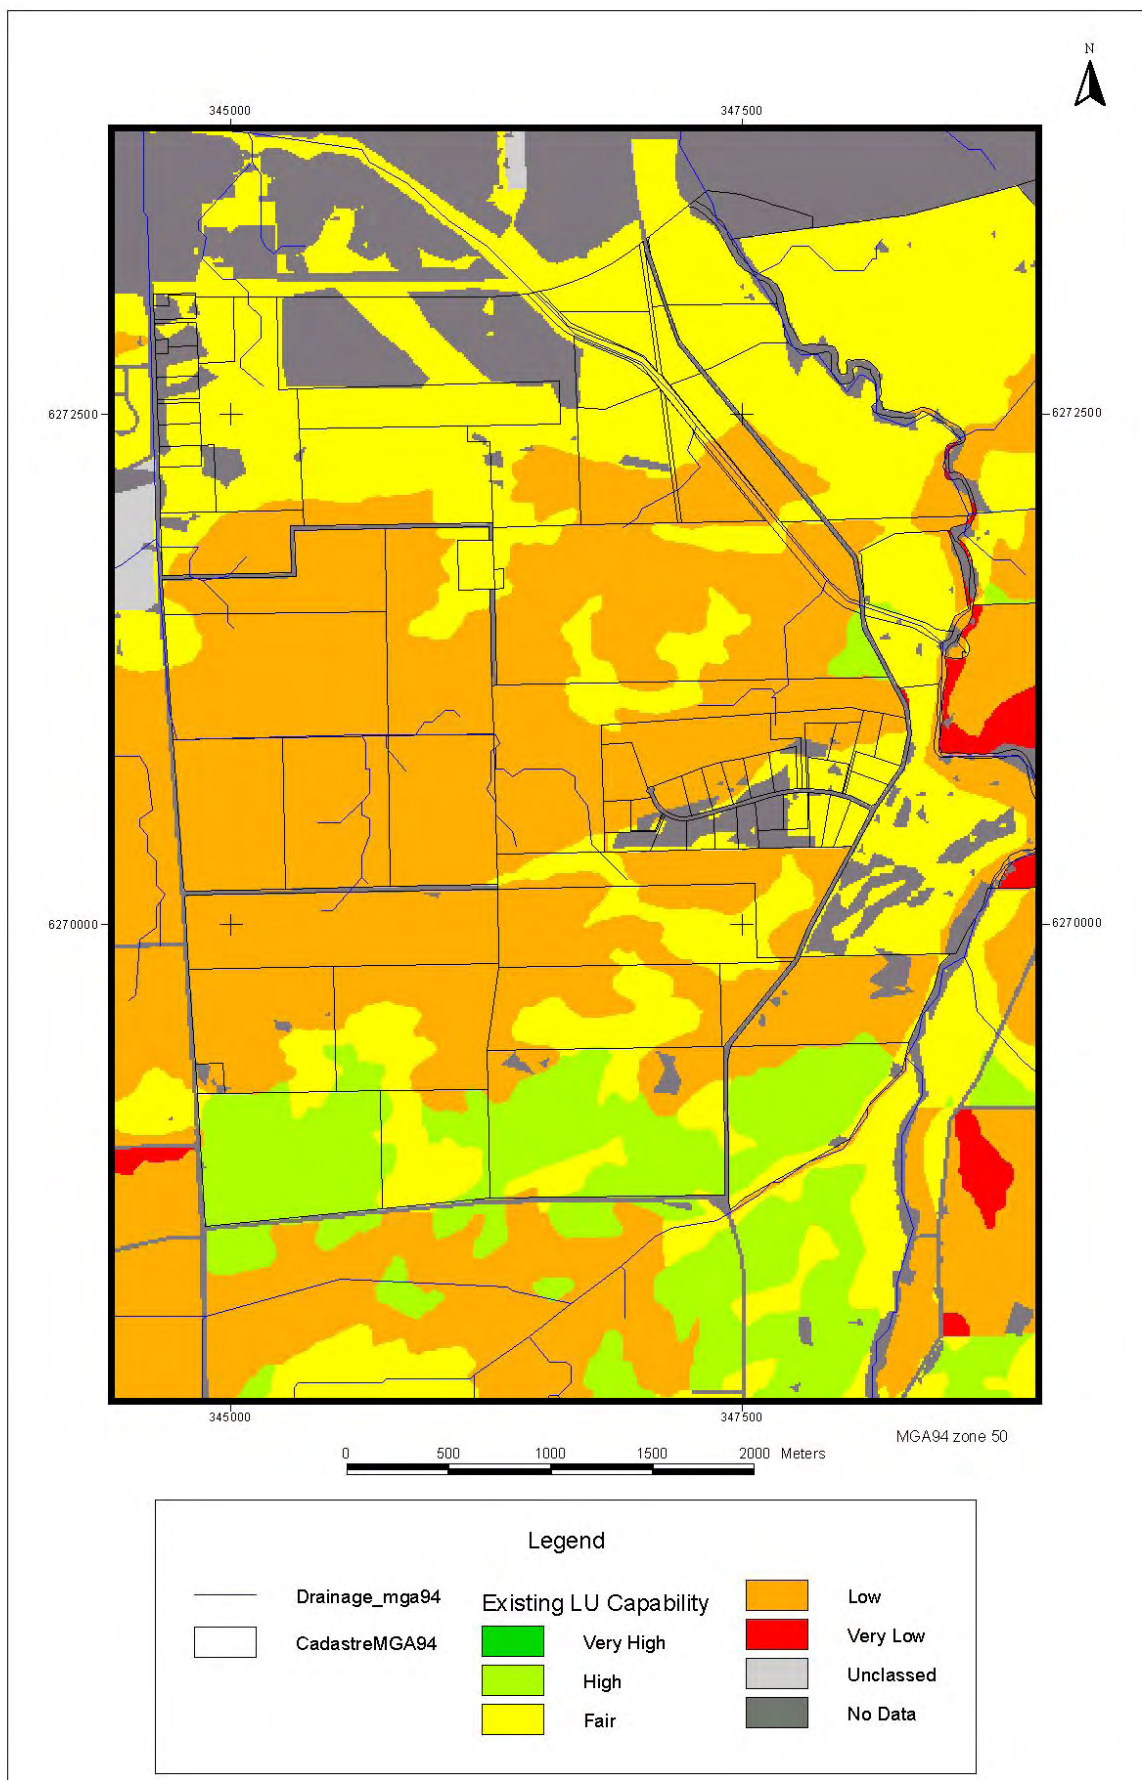 N
345000 347500
6272500 6272500
6270000 6270000
345000 347500
MGA94 zone 50
0 500 1000 1500 2000 Meters
Legend
Drainage_mga94
CadastreMGA94
Existing LU Capability
Very High
High
Fair
Low
Very Low
Unclassed
No Data